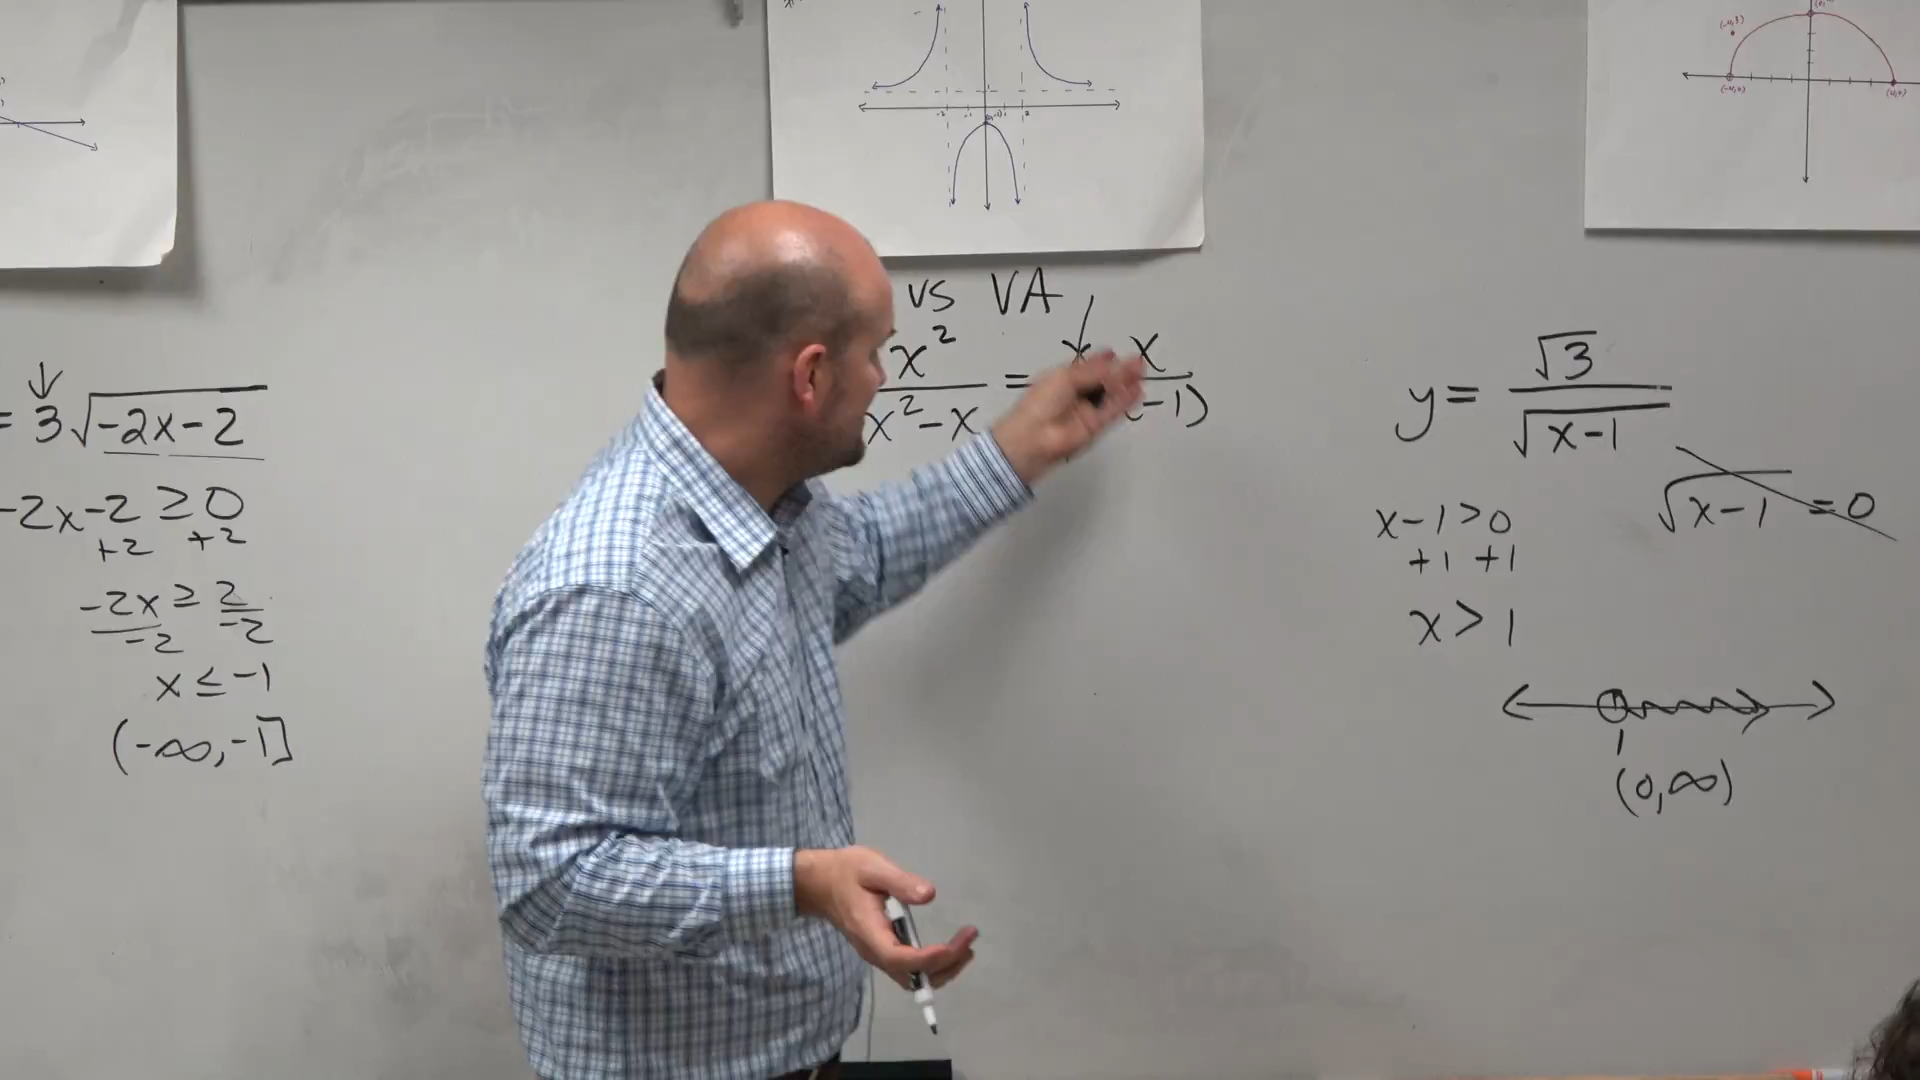 = 3√-2x-2
-2x-2 ≥ 0
+2 +2
-2x ≥ 2
-2 -2
x ≤ -1
(-∞,-1]
vs VA
x² = x x
x²-x -1)
y = √3
√x-1
√x-1 = 0
x-1 > 0
+1 +1
x > 1
1
(0,∞)